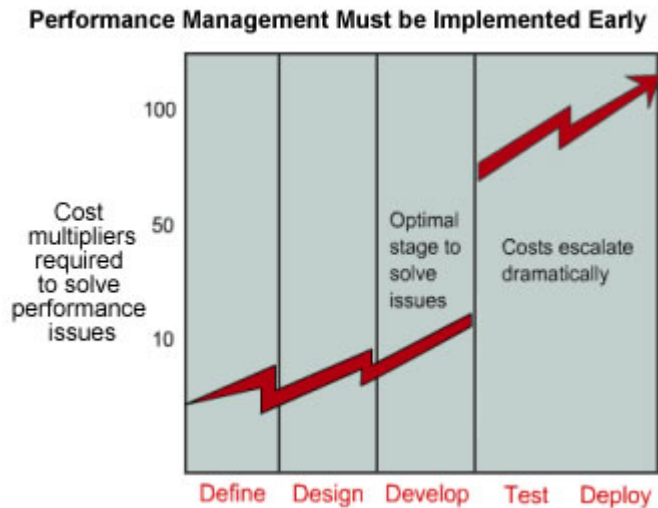 Performance Management Must be Implemented Early
100
50
10
Cost
multipliers
required
to solve
performance
issues
Optimal
stage to
solve
issues
Costs escalate
dramatically
Define
Design
Develop
Test
Deploy